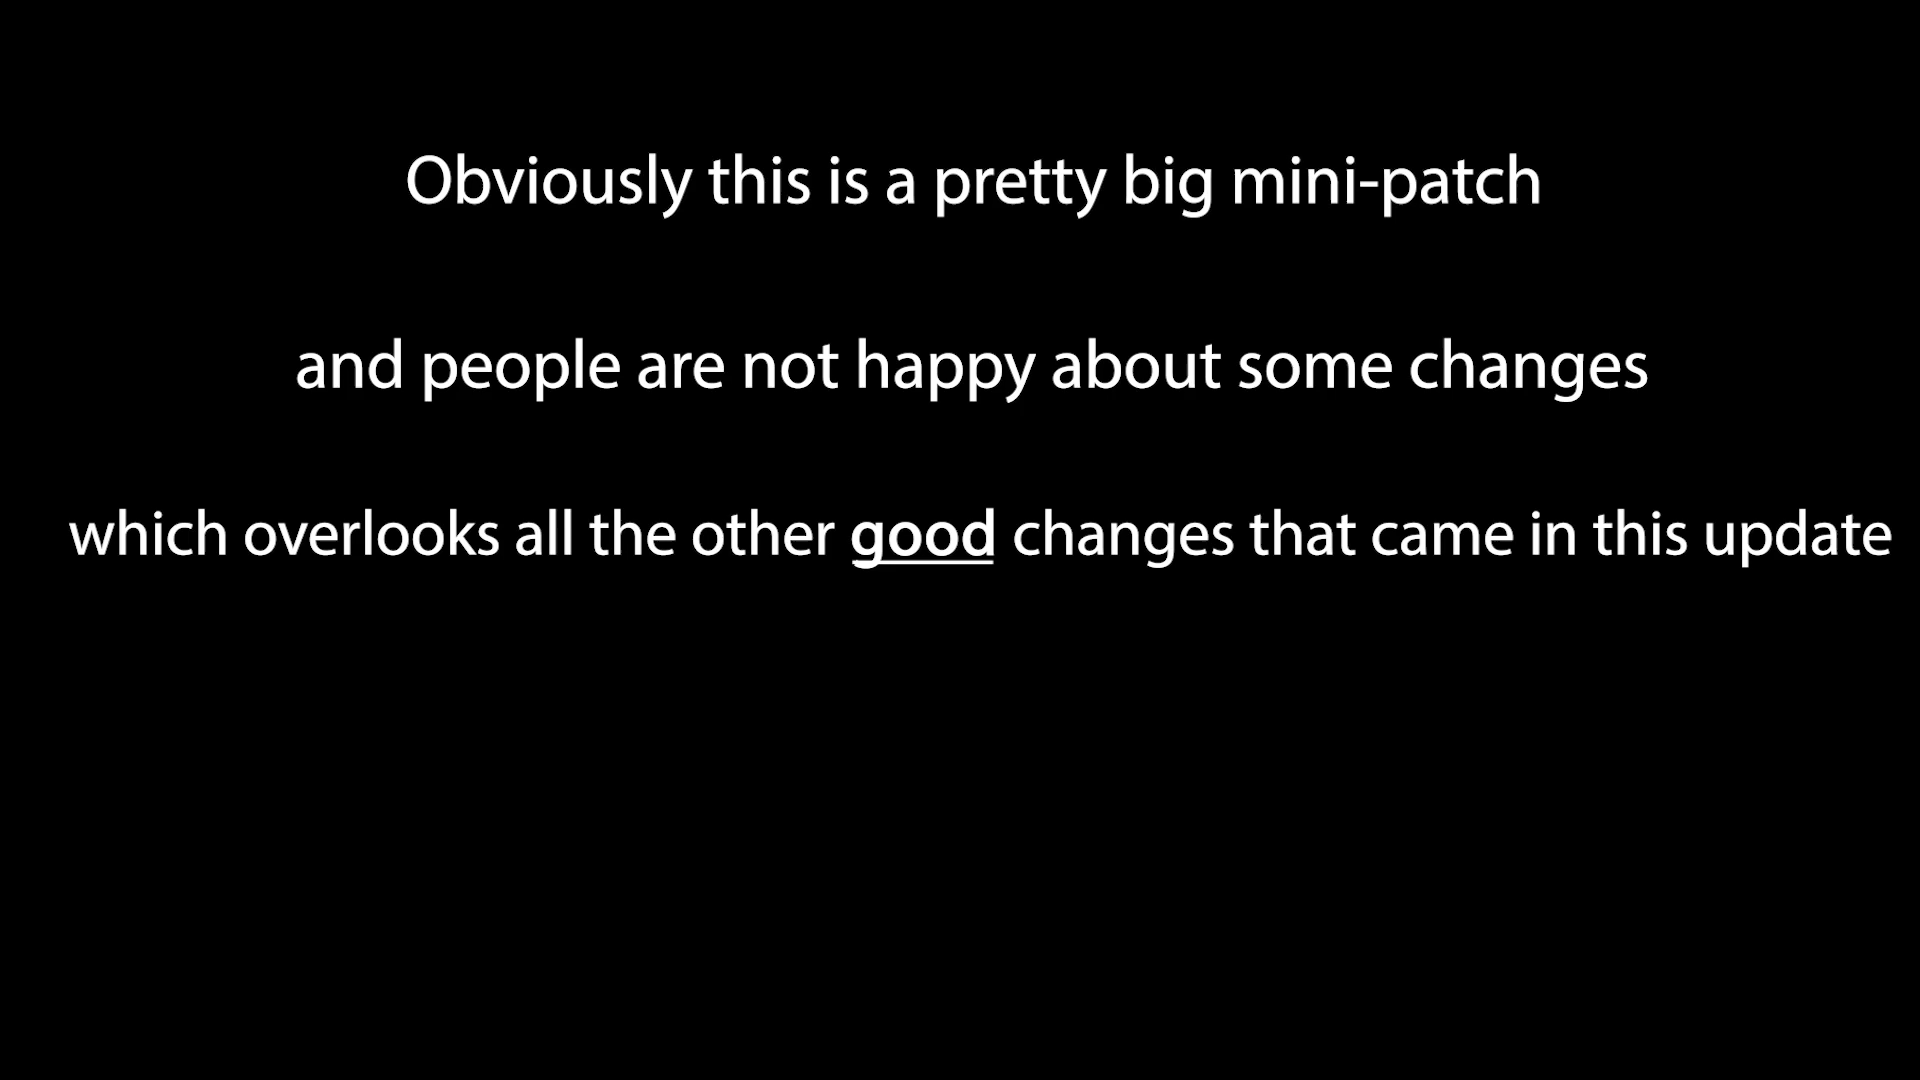 Obviously this is a pretty big mini-patch
and people are not happy about some changes
which overlooks all the other good changes that came in this update